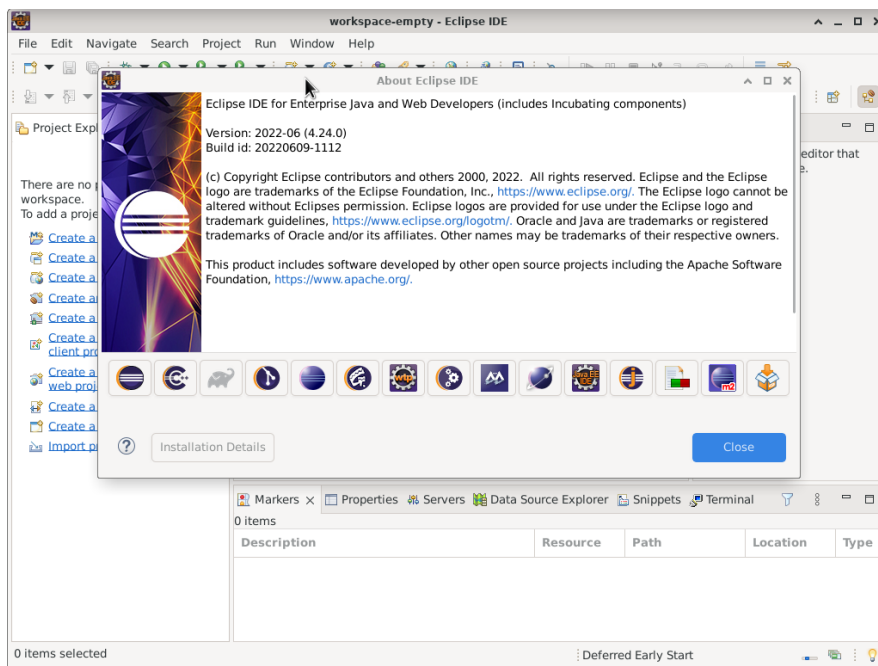 workspace-empty - Eclipse IDE
File Edit Navigate Search Project Run Window Help
About Eclipse IDE
Eclipse IDE for Enterprise Java and Web Developers (includes Incubating components)
Version: 2022-06 (4.24.0)
Build id: 20220609-1112
(c) Copyright Eclipse contributors and others 2000, 2022.  All rights reserved. Eclipse and the Eclipse
logo are trademarks of the Eclipse Foundation, Inc., https://www.eclipse.org/. The Eclipse logo cannot be
altered without Eclipses permission. Eclipse logos are provided for use under the Eclipse logo and
trademark guidelines, https://www.eclipse.org/logotm/. Oracle and Java are trademarks or registered
trademarks of Oracle and/or its affiliates. Other names may be trademarks of their respective owners.
This product includes software developed by other open source projects including the Apache Software
Foundation, https://www.apache.org/.
wtp
Java EE
IDE
m2
Installation Details
Close
Project Expl
There are no p
workspace.
To add a proje
Create a
Create a
Create a
Create a
Create a
Create a
client pro
Create a
web proj
Create a
Create a
Import p
editor that
Markers Properties Servers Data Source Explorer Snippets Terminal
0 items
Description Resource Path Location Type
0 items selected
Deferred Early Start